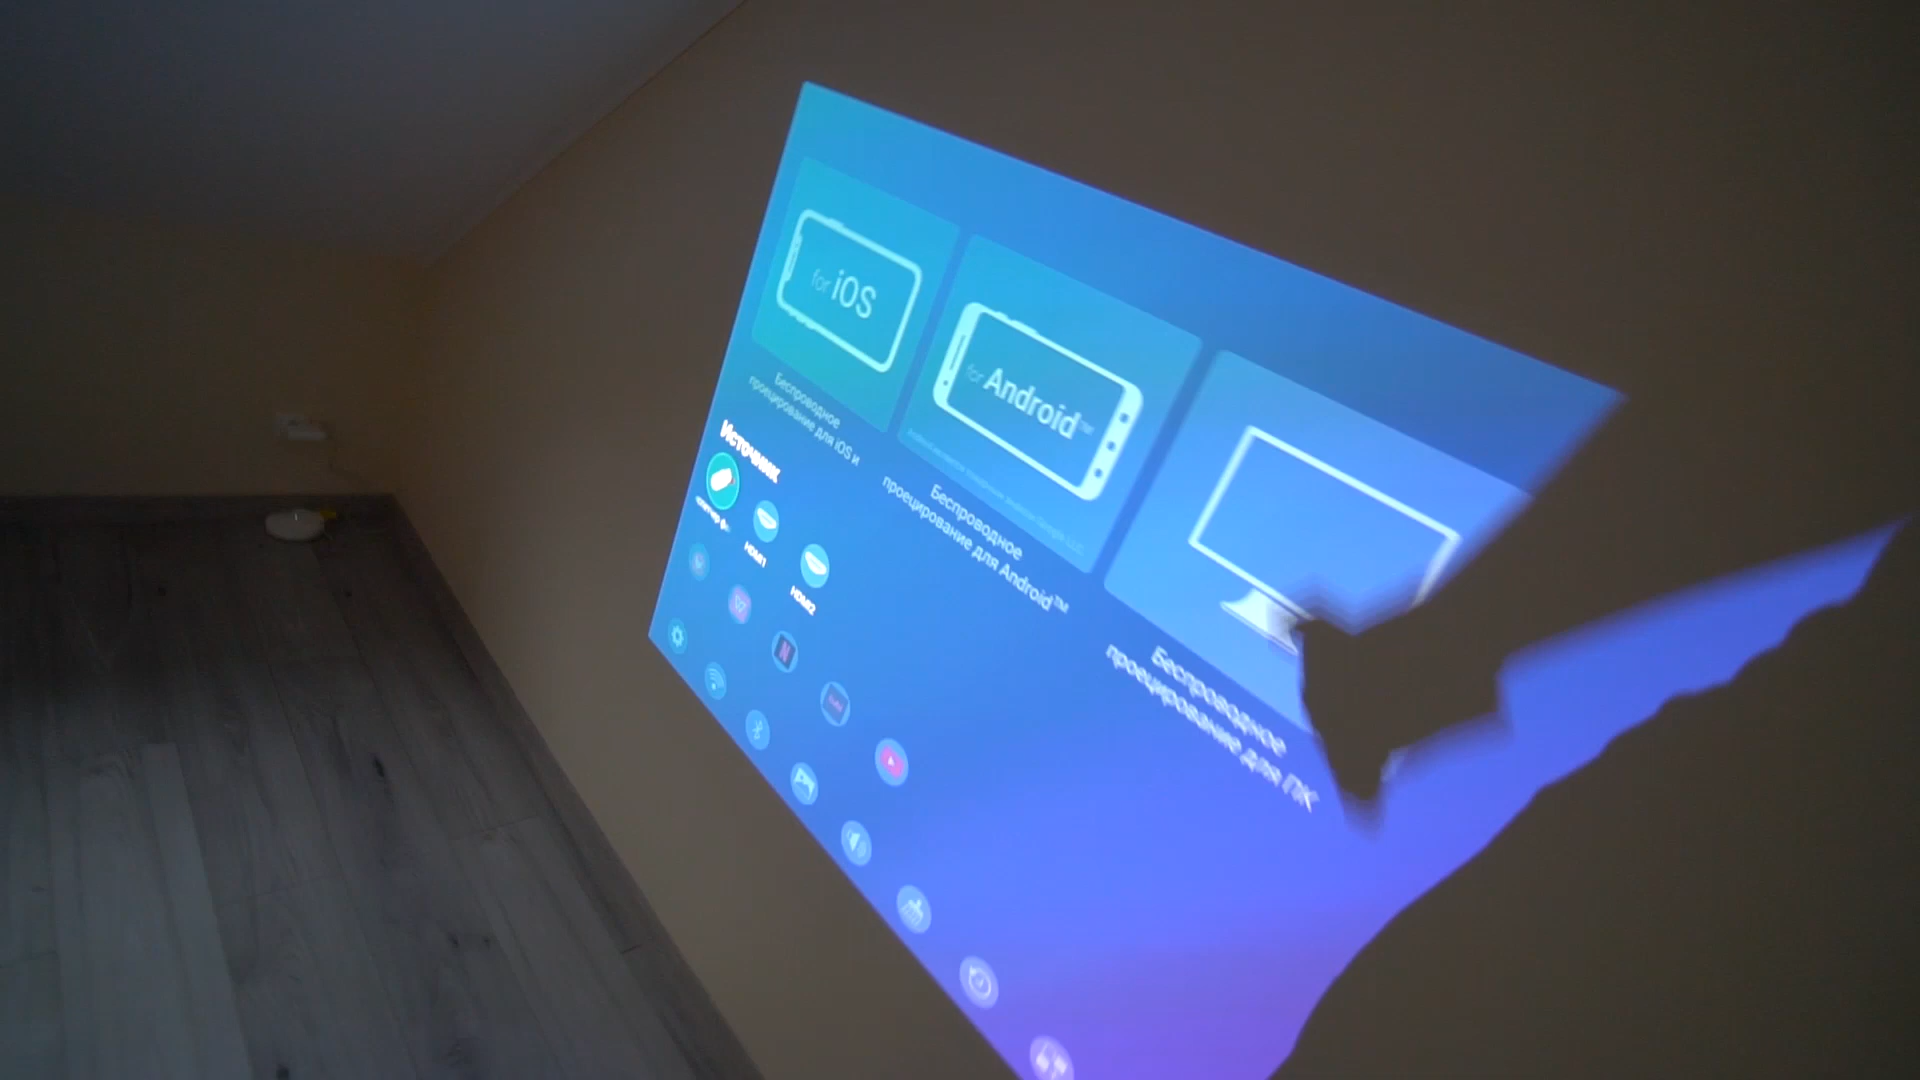 for iOS
Беспроводное
проецирование для iOS и
for Android™
Беспроводное
проецирование для Android™
Беспроводное
проецирование для ПК
Источник
HDMI1
HDMI2
N